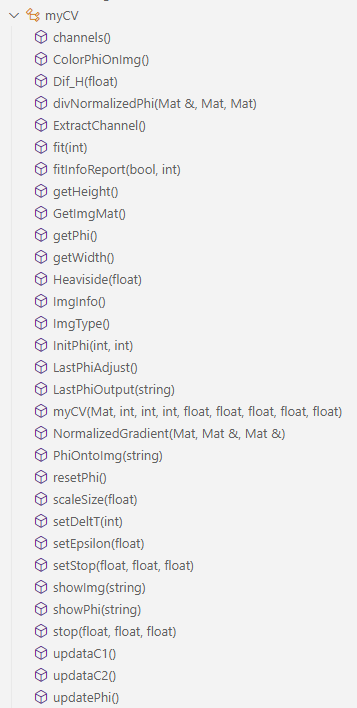 myCV
channels()
ColorPhiOnImg()
Dif_H(float)
divNormalizedPhi(Mat &, Mat, Mat)
ExtractChannel()
fit(int)
fitInfoReport(bool, int)
getHeight()
GetImgMat()
getPhi()
getWidth()
Heaviside(float)
ImgInfo()
ImgType()
InitPhi(int, int)
LastPhiAdjust()
LastPhiOutput(string)
myCV(Mat, int, int, int, float, float, float, float, float)
NormalizedGradient(Mat, Mat &, Mat &)
PhiOntoImg(string)
resetPhi()
scaleSize(float)
setDeltT(int)
setEpsilon(float)
setStop(float, float, float)
showImg(string)
showPhi(string)
stop(float, float, float)
updataC1()
updataC2()
updatePhi()